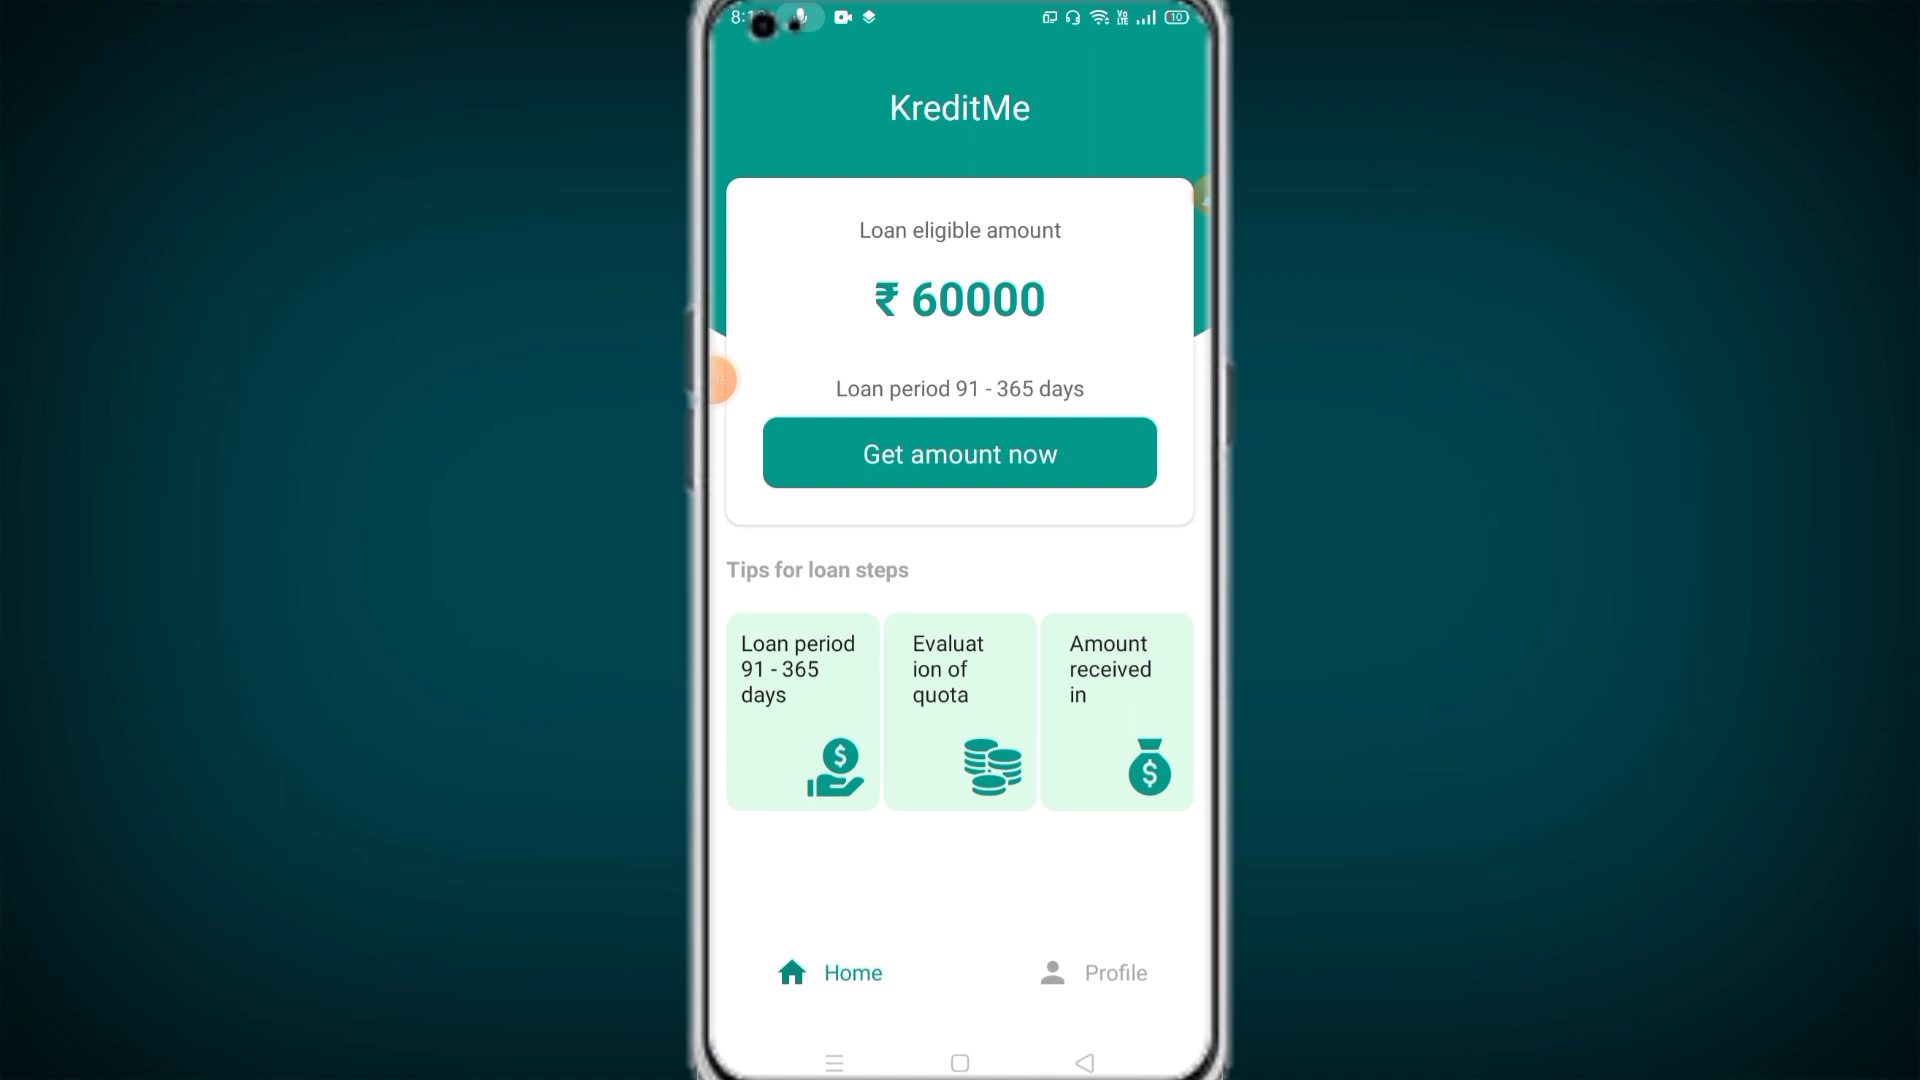 10
KreditMe
Loan eligible amount
₹ 60000
Loan period 91 - 365 days
Get amount now
Tips for loan steps
Loan period
91 - 365
days
Evaluat
ion of
quota
Amount
received
in
Home
Profile